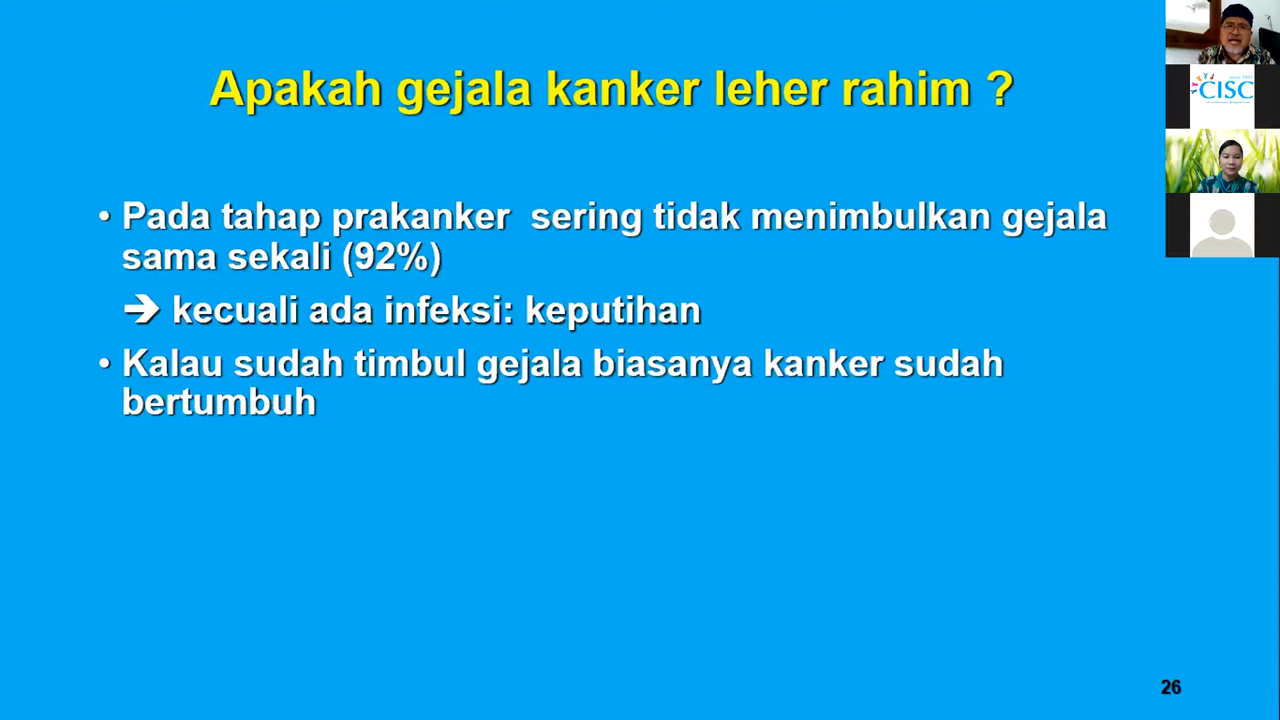 Apakah gejala kanker leher rahim ?
• Pada tahap prakanker sering tidak menimbulkan gejala
sama sekali (92%)
➔ kecuali ada infeksi: keputihan
• Kalau sudah timbul gejala biasanya kanker sudah
bertumbuh
26
CISC